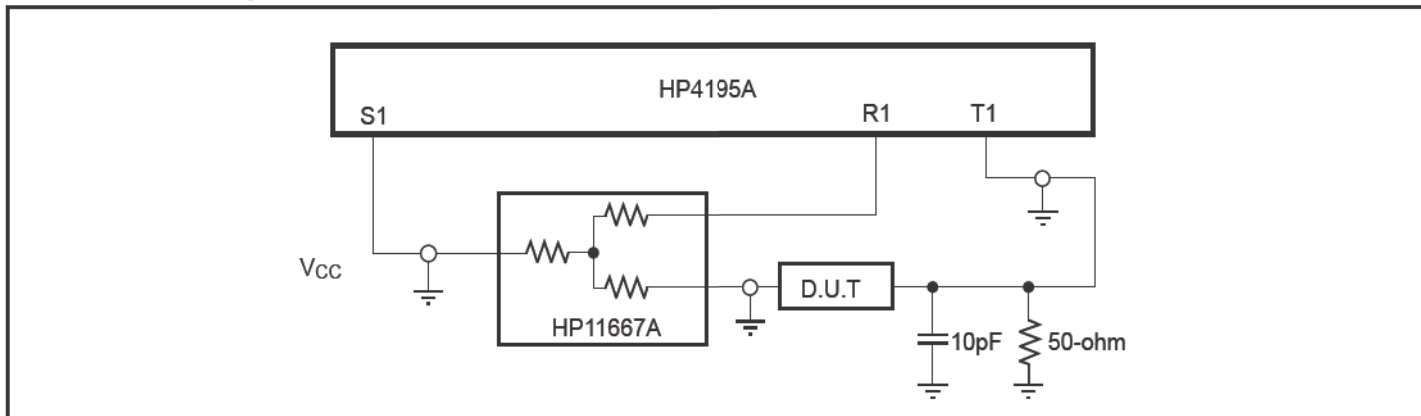 HP4195A
S1
R1
T1
VCC
HP11667A
D.U.T
10pF
50-ohm